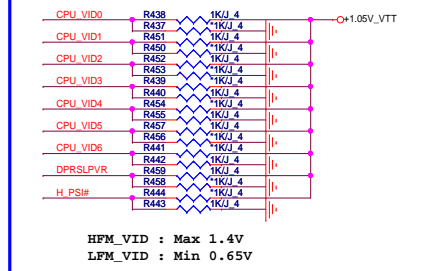 CPU_VID0 R438 1K/J_4 +1.05V_VTT
R437 *1K/J_4
CPU_VID1 R451 1K/J_4
R450 *1K/J_4
CPU_VID2 R452 1K/J_4
R453 *1K/J_4
CPU_VID3 R439 *1K/J_4
R440 1K/J_4
CPU_VID4 R454 *1K/J_4
R455 1K/J_4
CPU_VID5 R457 1K/J_4
R456 *1K/J_4
CPU_VID6 R441 *1K/J_4
R442 1K/J_4
DPRSLPVR R459 1K/J_4
R458 *1K/J_4
H_PSI# R444 *1K/J_4
R443 1K/J_4
HFM_VID : Max 1.4V
LFM_VID : Min 0.65V